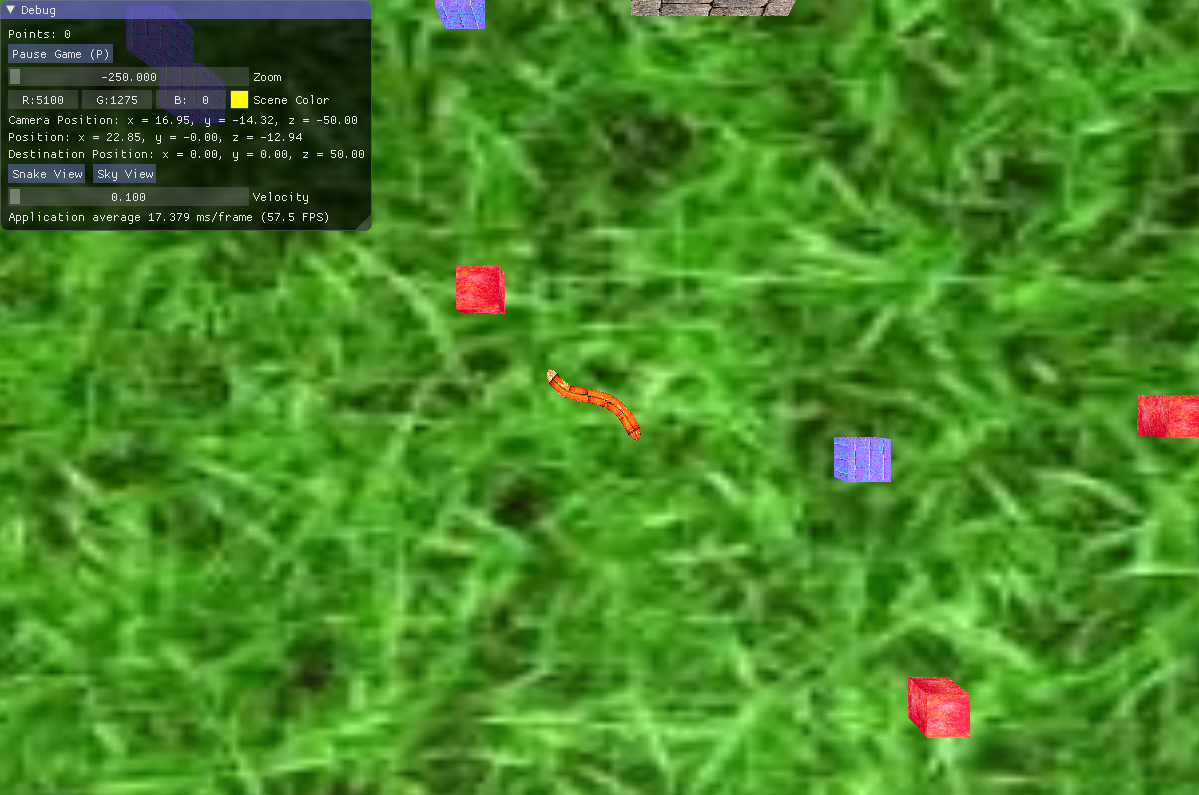 Debug
Points: 0
Pause Game (P)
-250.000 Zoom
R:5100 G:1275 B: 0 Scene Color
Camera Position: x = 16.95, y = -14.32, z = -50.00
Position: x = 22.85, y = -0.00, z = -12.94
Destination Position: x = 0.00, y = 0.00, z = 50.00
Snake View Sky View
0.100 Velocity
Application average 17.379 ms/frame (57.5 FPS)